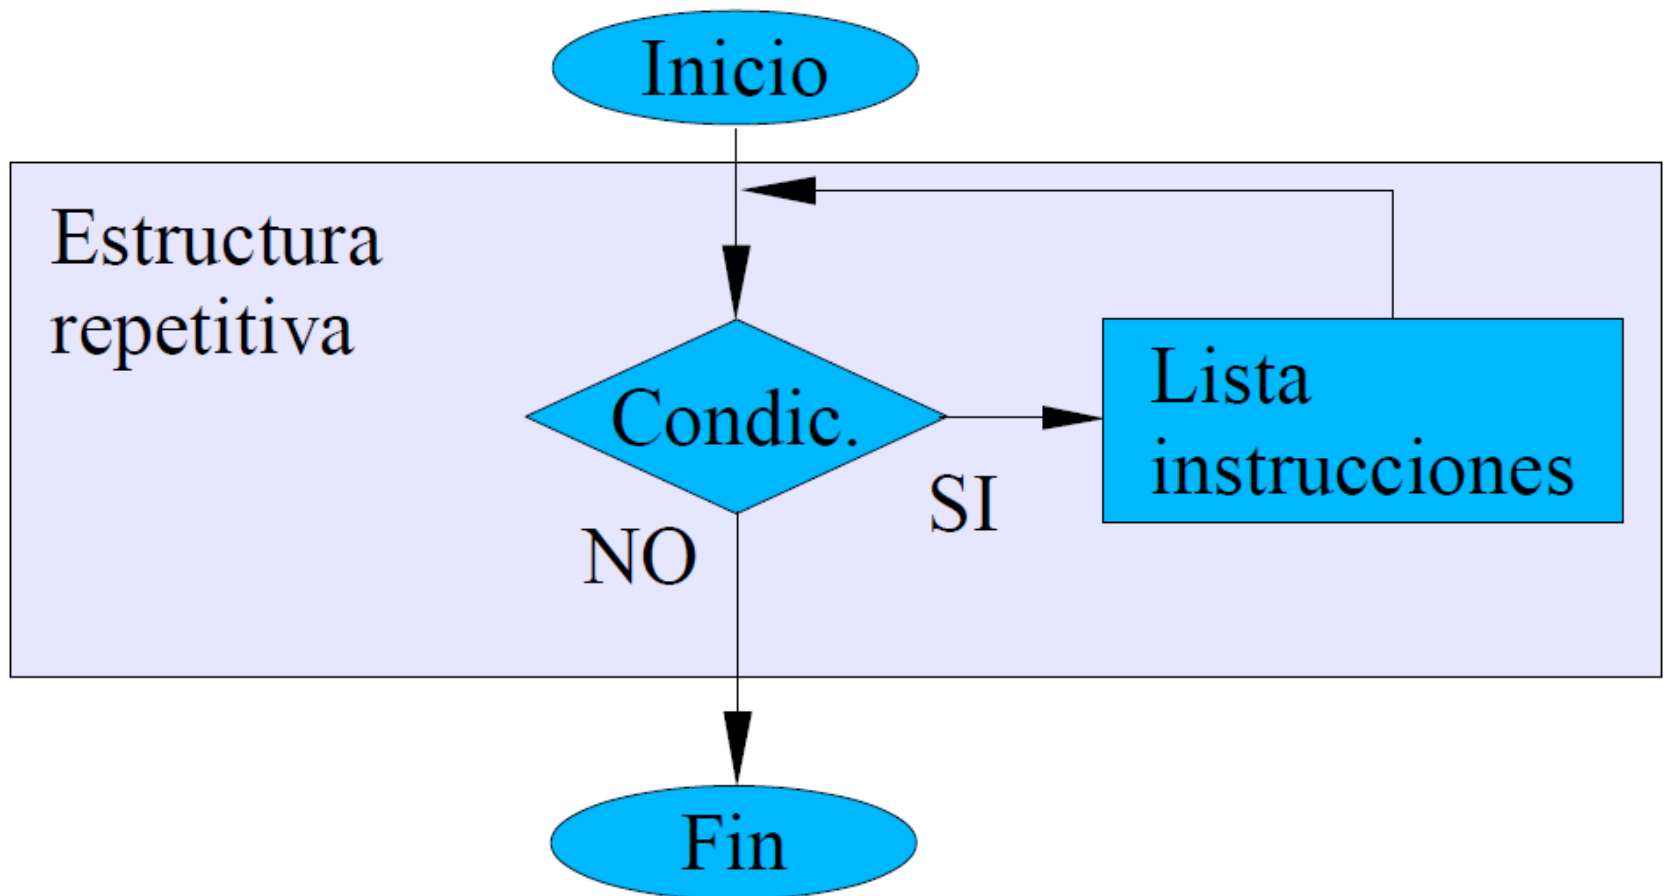 Inicio
Estructura
repetitiva
Condic.
Lista
instrucciones
SI
NO
Fin